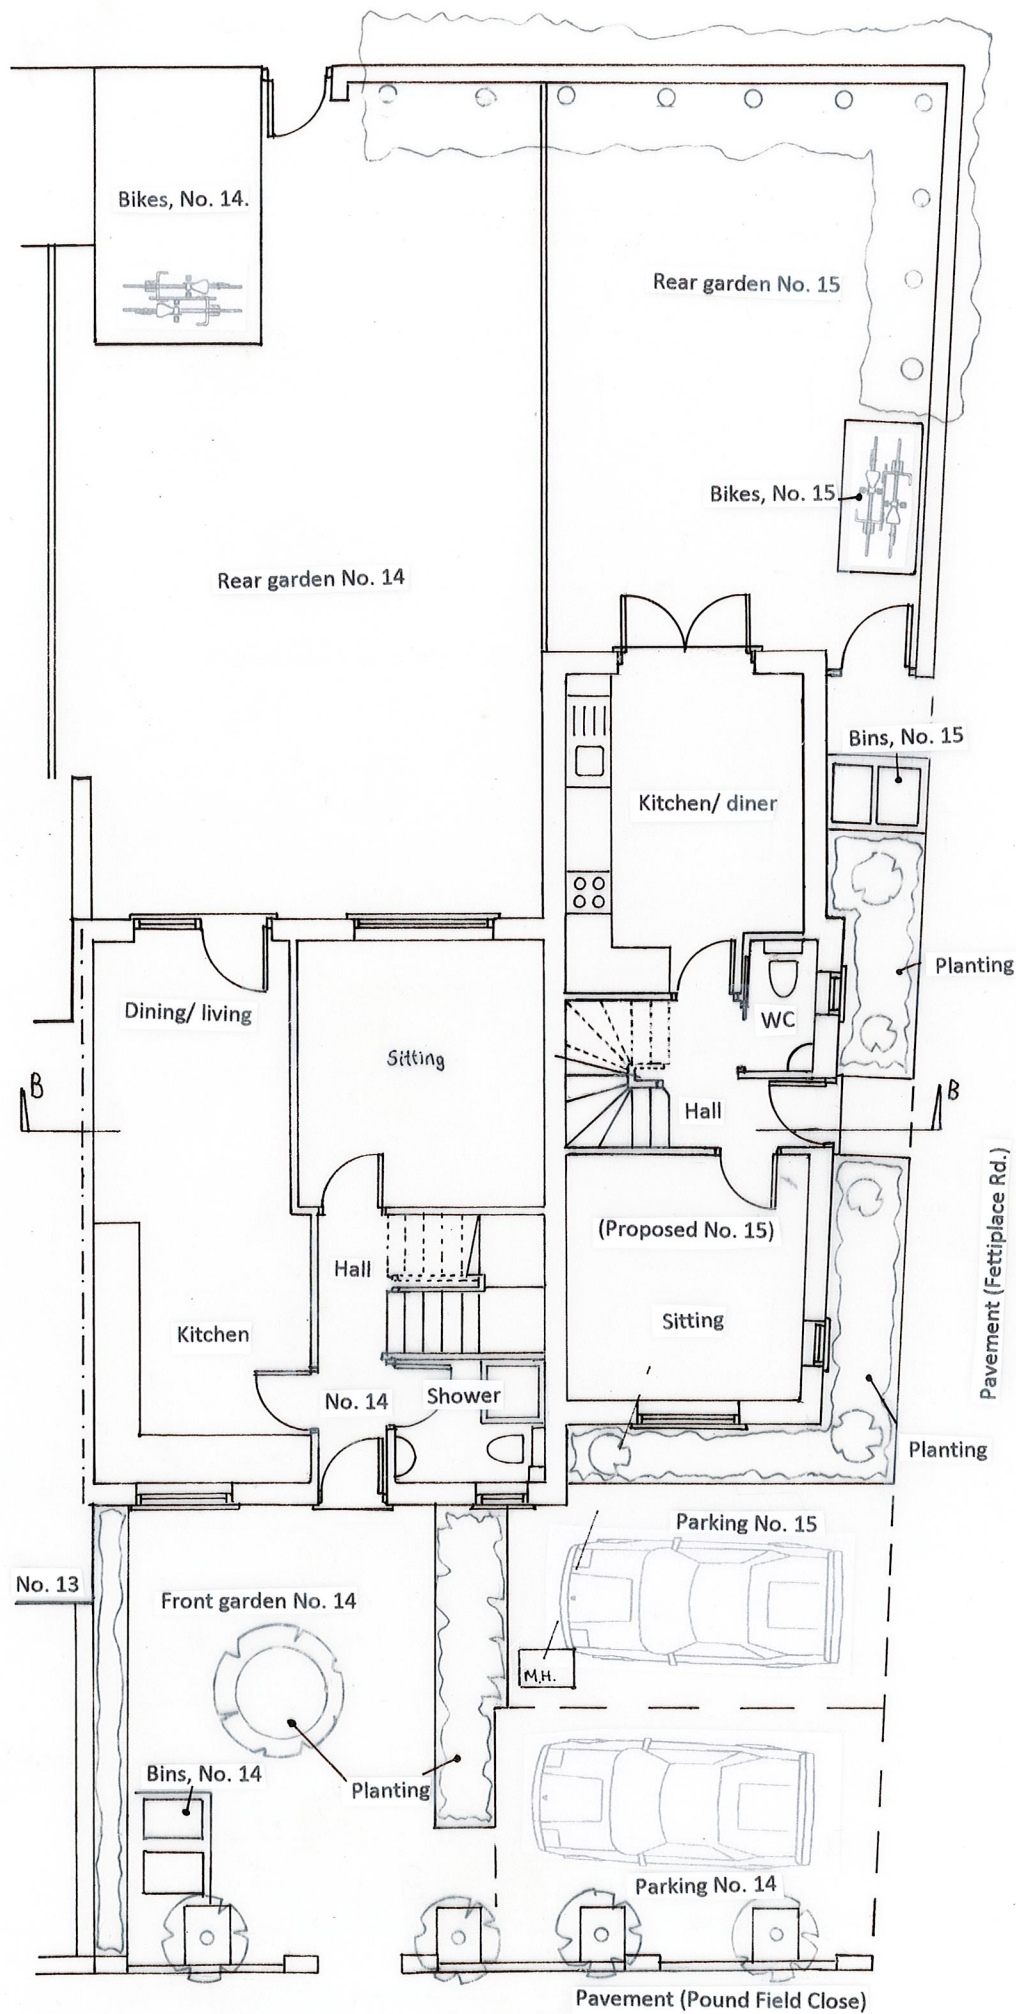 Bikes, No. 14.
Rear garden No. 15
Bikes, No. 15
Rear garden No. 14
Bins, No. 15
Kitchen/ diner
Planting
Dining/ living
WC
Sitting
B
B
Hall
Pavement (Fettiplace Rd.)
(Proposed No. 15)
Hall
Sitting
Kitchen
Shower
No. 14
Planting
Parking No. 15
No. 13
Front garden No. 14
M.H.
Bins, No. 14
Planting
Parking No. 14
Pavement (Pound Field Close)